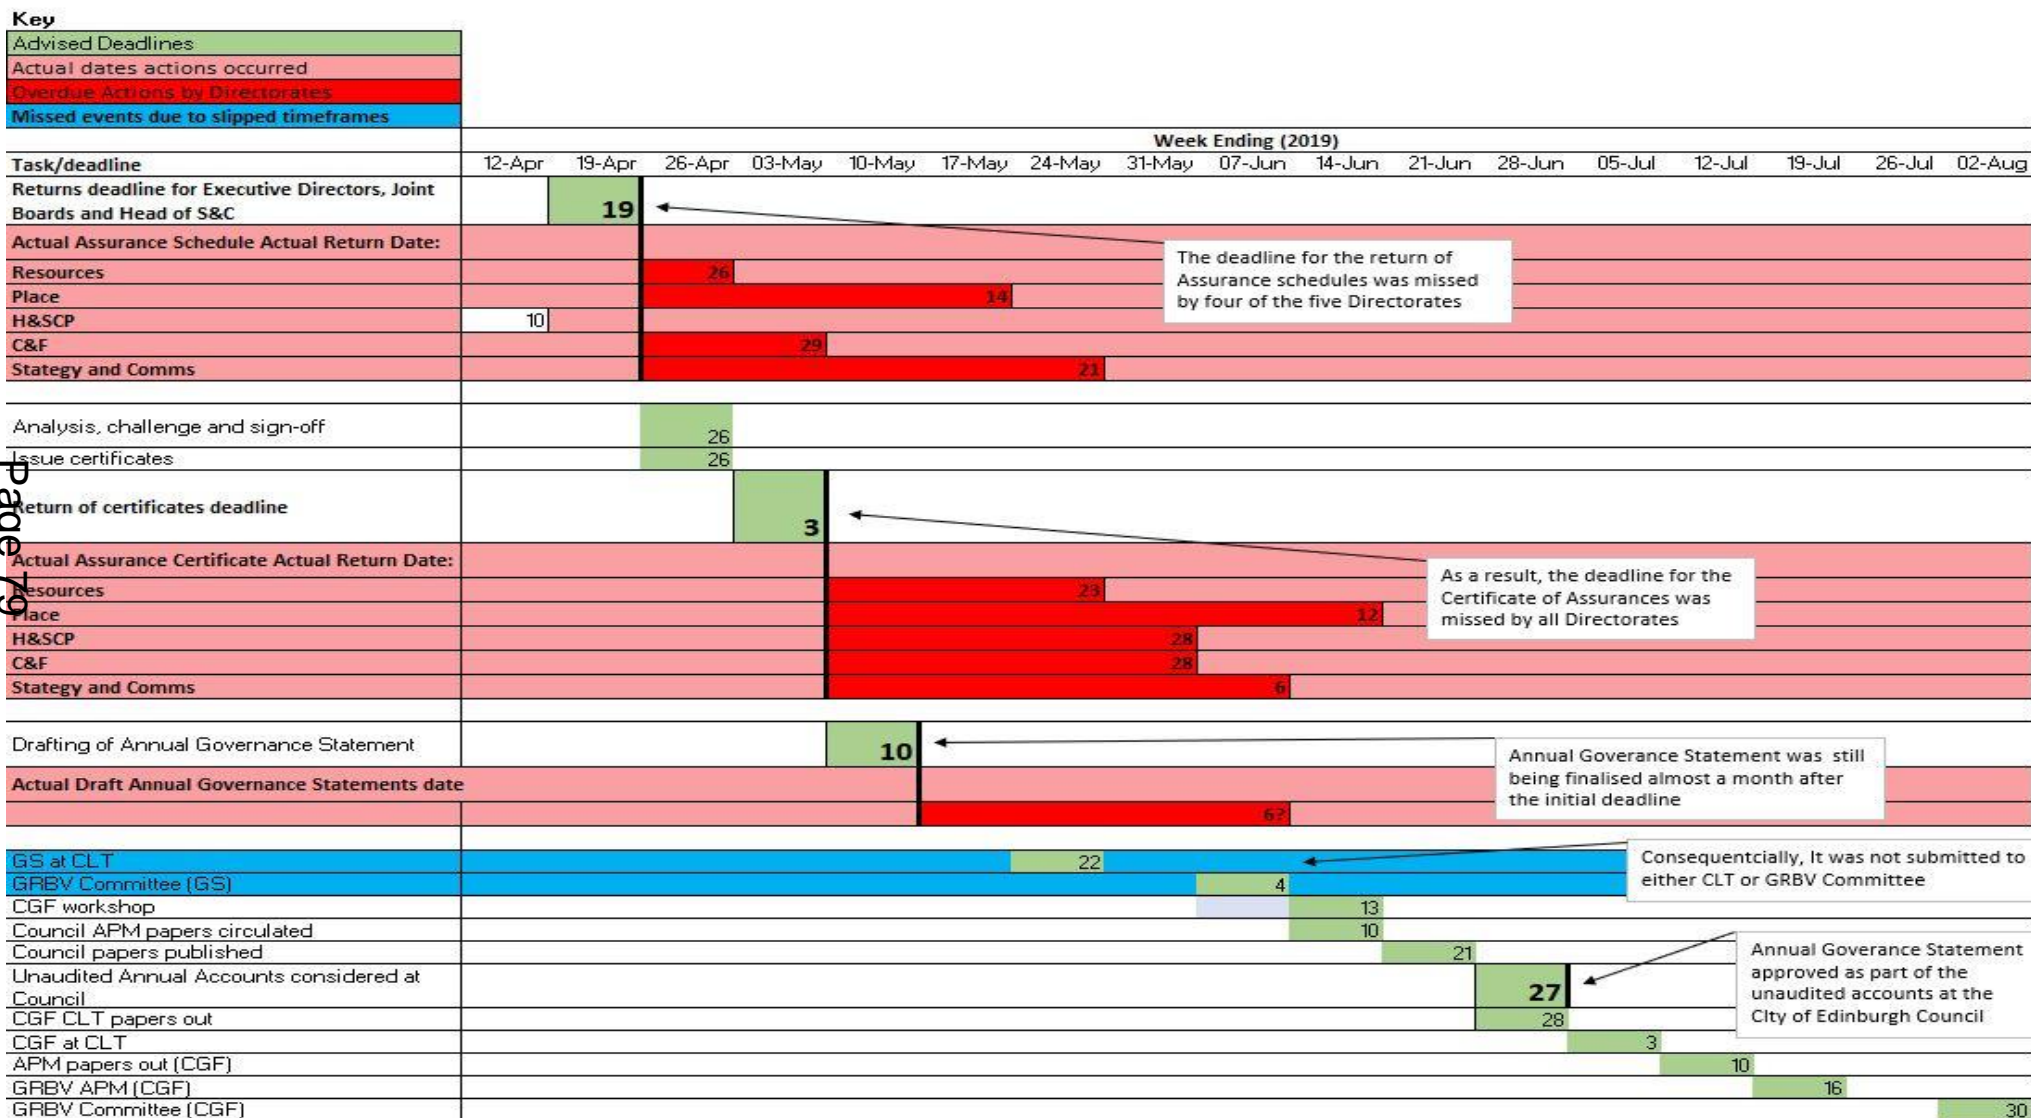 Key
Advised Deadlines
Actual dates actions occurred
Overdue Actions by Directorates
Missed events due to slipped timeframes
Week Ending (2019)
Task/deadline 12-Apr 19-Apr 26-Apr 03-May 10-May 17-May 24-May 31-May 07-Jun 14-Jun 21-Jun 28-Jun 05-Jul 12-Jul 19-Jul 26-Jul 02-Aug
Returns deadline for Executive Directors, Joint
Boards and Head of S&C 19
Actual Assurance Schedule Actual Return Date:
The deadline for the return of
Assurance schedules was missed
by four of the five Directorates
Resources 26
Place 14
H&SCP 10
C&F 29
Stategy and Comms 21
Analysis, challenge and sign-off 26
Issue certificates 26
Page 79
Return of certificates deadline 3
Actual Assurance Certificate Actual Return Date:
As a result, the deadline for the
Certificate of Assurances was
missed by all Directorates
Resources 23
Place 12
H&SCP 28
C&F 28
Stategy and Comms 6
Drafting of Annual Governance Statement 10
Annual Goverance Statement was still
being finalised almost a month after
the initial deadline
Actual Draft Annual Governance Statements date
6?
GS at CLT 22
GRBV Committee (GS) 4
Consequentcially, It was not submitted to
either CLT or GRBV Committee
CGF workshop 13
Council APM papers circulated 10
Council papers published 21
Unaudited Annual Accounts considered at
Council 27
Annual Goverance Statement
approved as part of the
unaudited accounts at the
CIty of Edinburgh Council
CGF CLT papers out 28
CGF at CLT 3
APM papers out (CGF) 10
GRBV APM (CGF) 16
GRBV Committee (CGF) 30